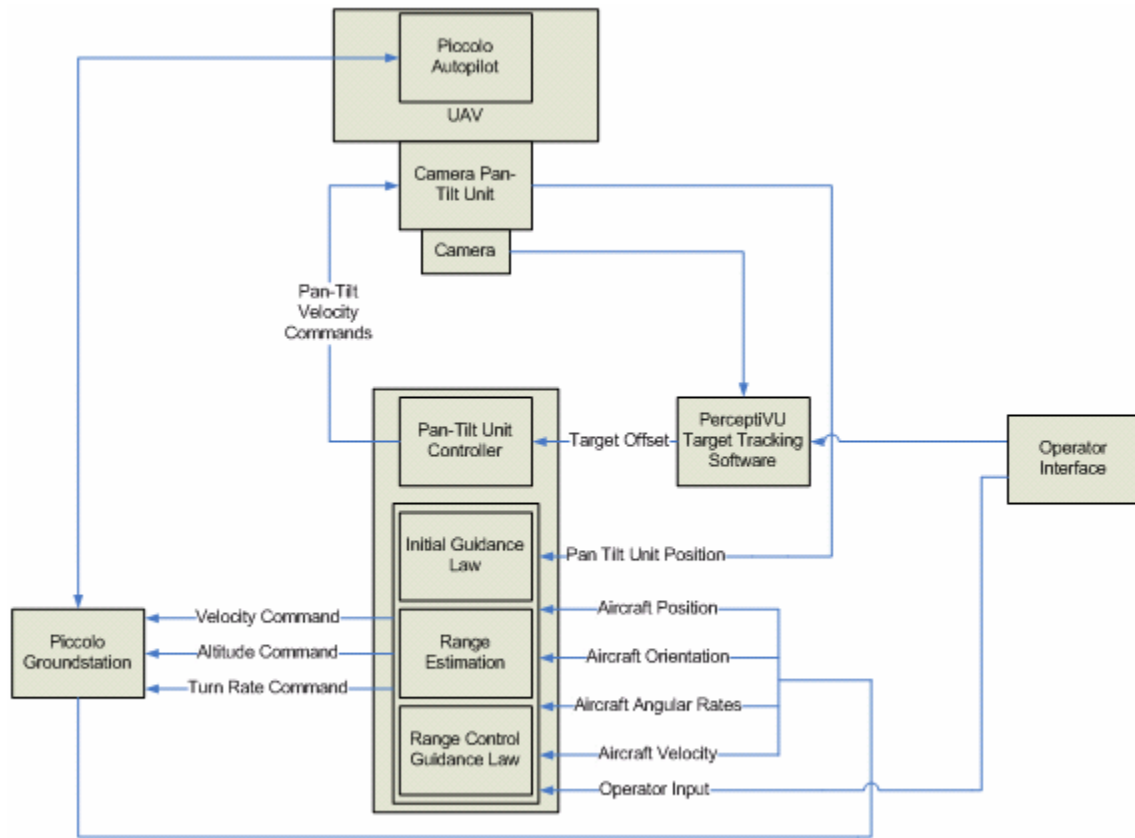 Piccolo
Autopilot
UAV
Camera Pan-
Tilt Unit
Camera
Pan-Tilt
Velocity
Commands
Pan-Tilt Unit
Controller
Target Offset
PerceptiVU
Target Tracking
Software
Operator
Interface
Initial Guidance
Law
Pan Tilt Unit Position
Piccolo
Groundstation
Velocity Command
Altitude Command
Turn Rate Command
Range
Estimation
Aircraft Position
Aircraft Orientation
Aircraft Angular Rates
Range Control
Guidance Law
Aircraft Velocity
Operator Input